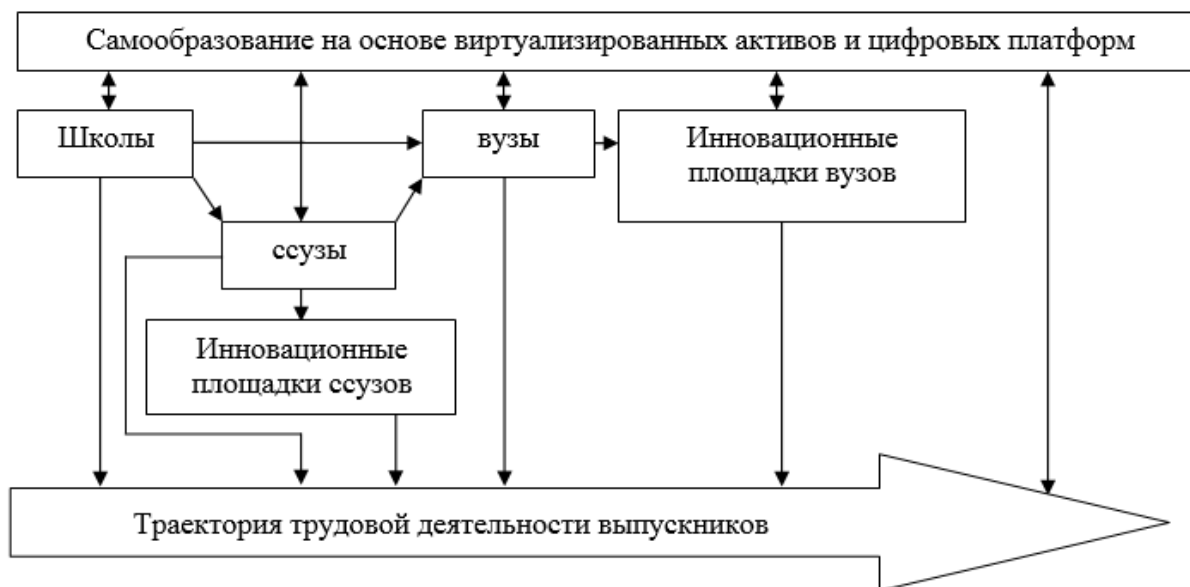 Самообразование на основе виртуализированных активов и цифровых платформ
Школы
вузы
Инновационные
площадки вузов
ссузы
Инновационные
площадки ссузов
Траектория трудовой деятельности выпускников